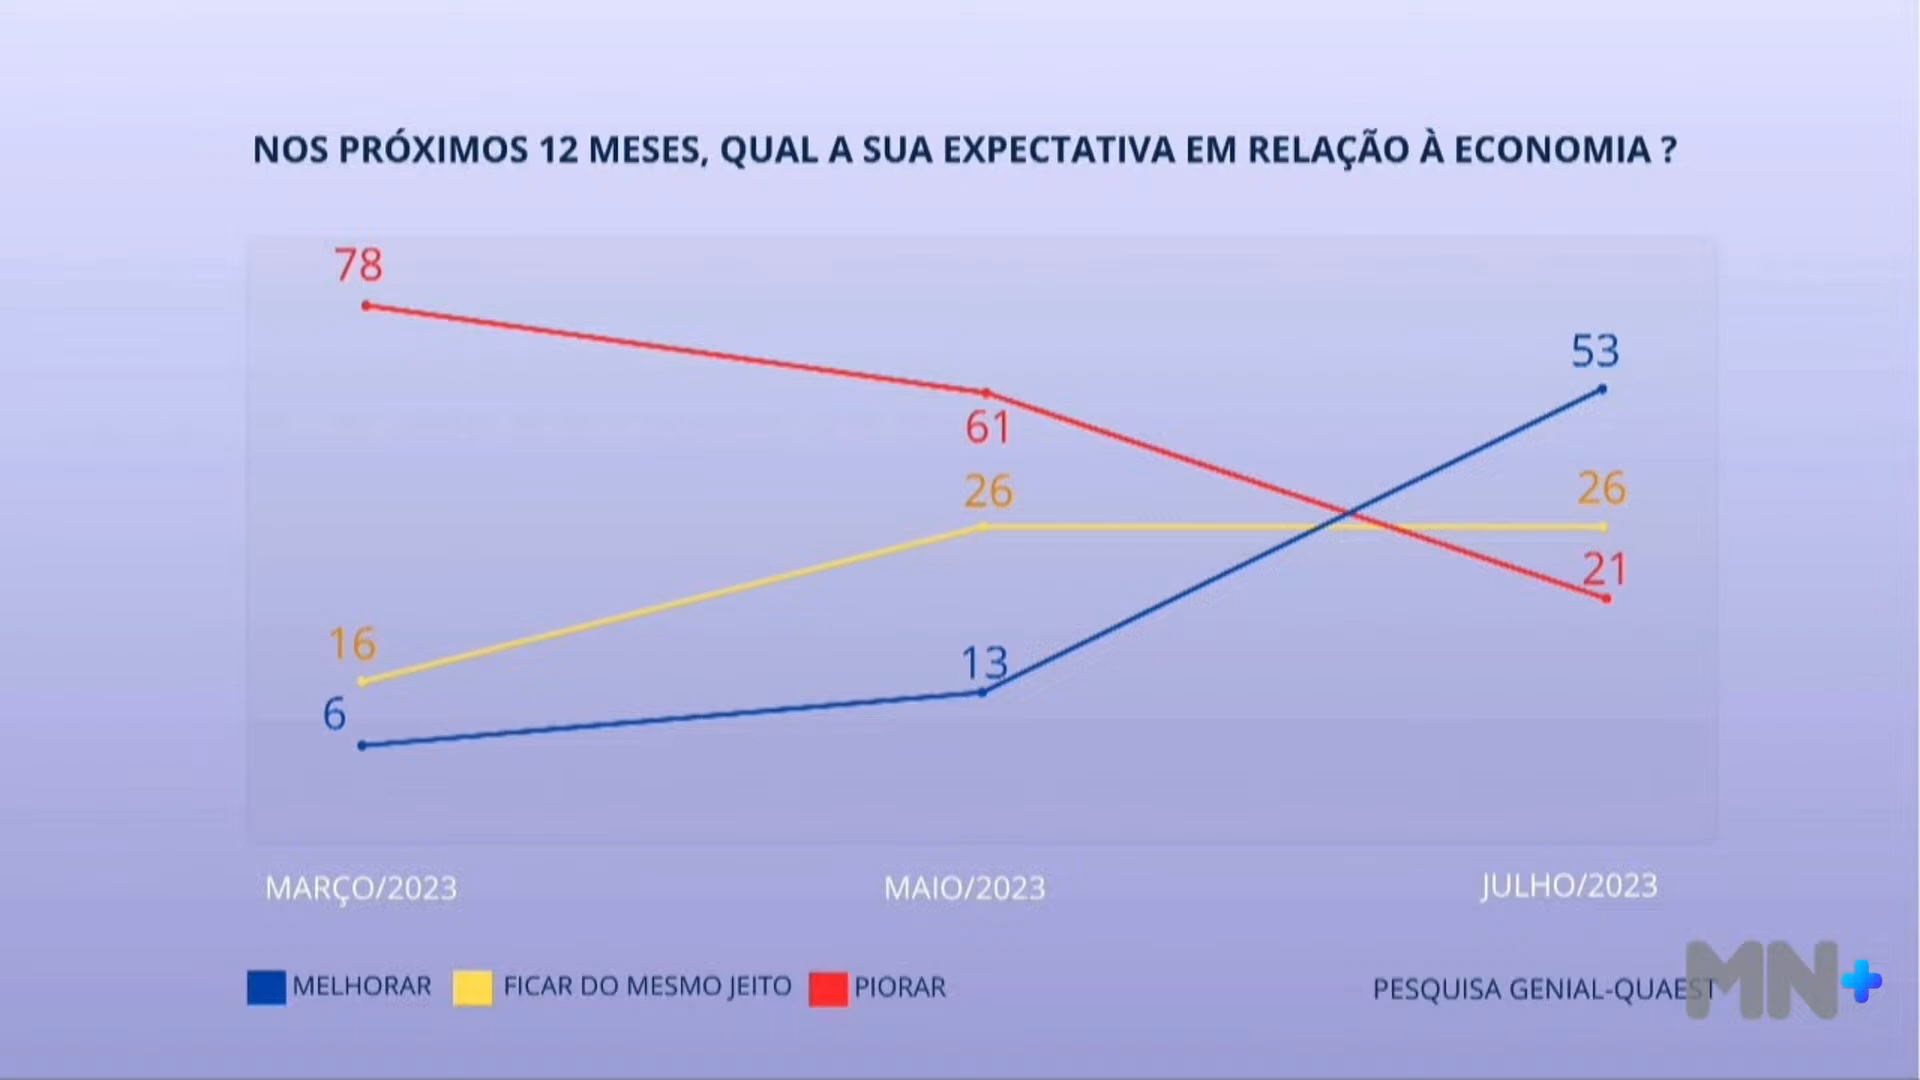 NOS PRÓXIMOS 12 MESES, QUAL A SUA EXPECTATIVA EM RELAÇÃO À ECONOMIA ?
78
53
61
26
26
21
16
13
6
MARÇO/2023
MAIO/2023
JULHO/2023
MELHORAR
FICAR DO MESMO JEITO
PIORAR
PESQUISA GENIAL-QUAEST
MN+